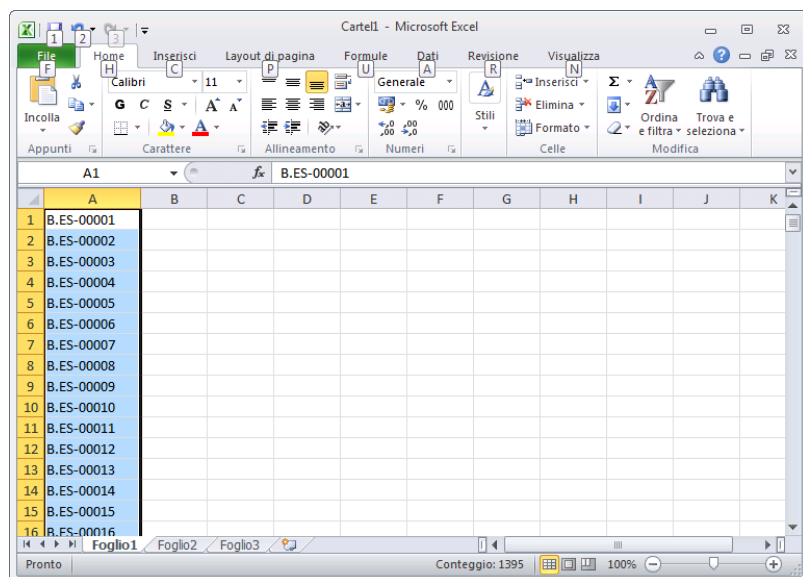 Cartel1 - Microsoft Excel
1 2 3
File Home Inserisci Layout di pagina Formule Dati Revisione Visualizza
F H C P U A R N
Calibri 11 Generale Inserisci Σ
Incolla G C S A A % 000 Stili Elimina Ordina e filtra Trova e seleziona
A ,00 ,0 Formato
Appunti Carattere Allineamento Numeri Celle Modifica
A1 fx B.ES-00001
A B C D E F G H I J K
1 B.ES-00001
2 B.ES-00002
3 B.ES-00003
4 B.ES-00004
5 B.ES-00005
6 B.ES-00006
7 B.ES-00007
8 B.ES-00008
9 B.ES-00009
10 B.ES-00010
11 B.ES-00011
12 B.ES-00012
13 B.ES-00013
14 B.ES-00014
15 B.ES-00015
16 B.ES-00016
Foglio1 Foglio2 Foglio3
Pronto Conteggio: 1395 100%